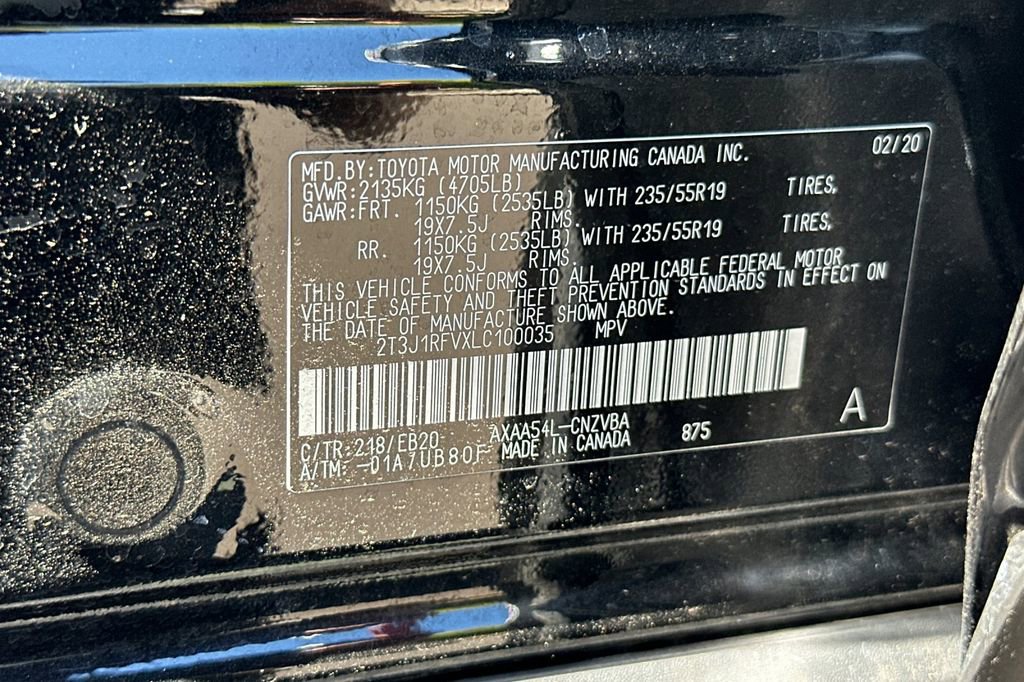 MFD.BY:TOYOTA MOTOR MANUFACTURING CANADA INC. 02/20
GVWR:2135KG (4705LB)
GAWR:FRT. 1150KG (2535LB) WITH 235/55R19 TIRES,
19X7.5J RIMS.
RR. 1150KG (2535LB) WITH 235/55R19 TIRES,
19X7.5J RIMS.
THIS VEHICLE CONFORMS TO ALL APPLICABLE FEDERAL MOTOR
VEHICLE SAFETY AND THEFT PREVENTION STANDARDS IN EFFECT ON
THE DATE OF MANUFACTURE SHOWN ABOVE.
2T3J1RFVXLC100035 MPV
C/TR:218/EB20 AXAA54L-CNZVBA 875 A
A/TM: -01A7UB80F- MADE IN CANADA